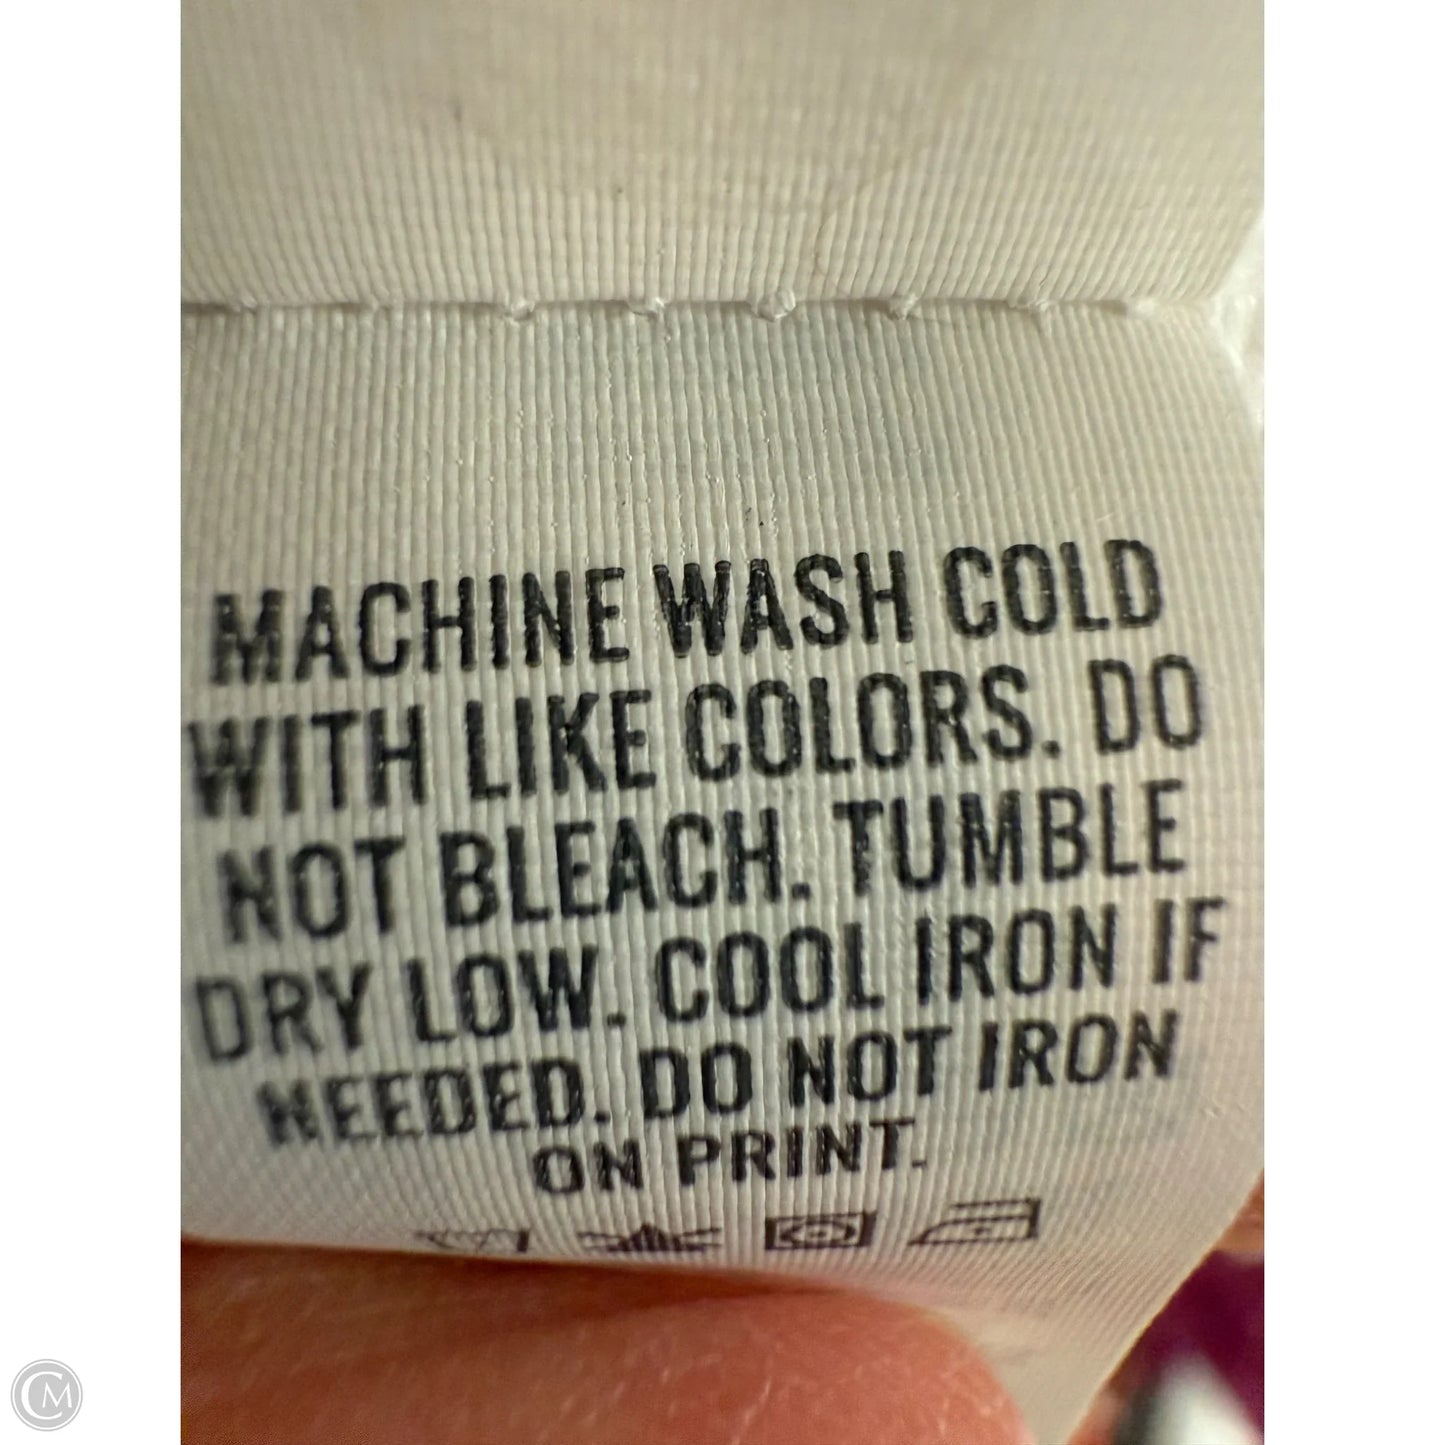 MACHINE WASH COLD
WITH LIKE COLORS. DO
NOT BLEACH. TUMBLE
DRY LOW. COOL IRON IF
NEEDED. DO NOT IRON
ON PRINT.
CM